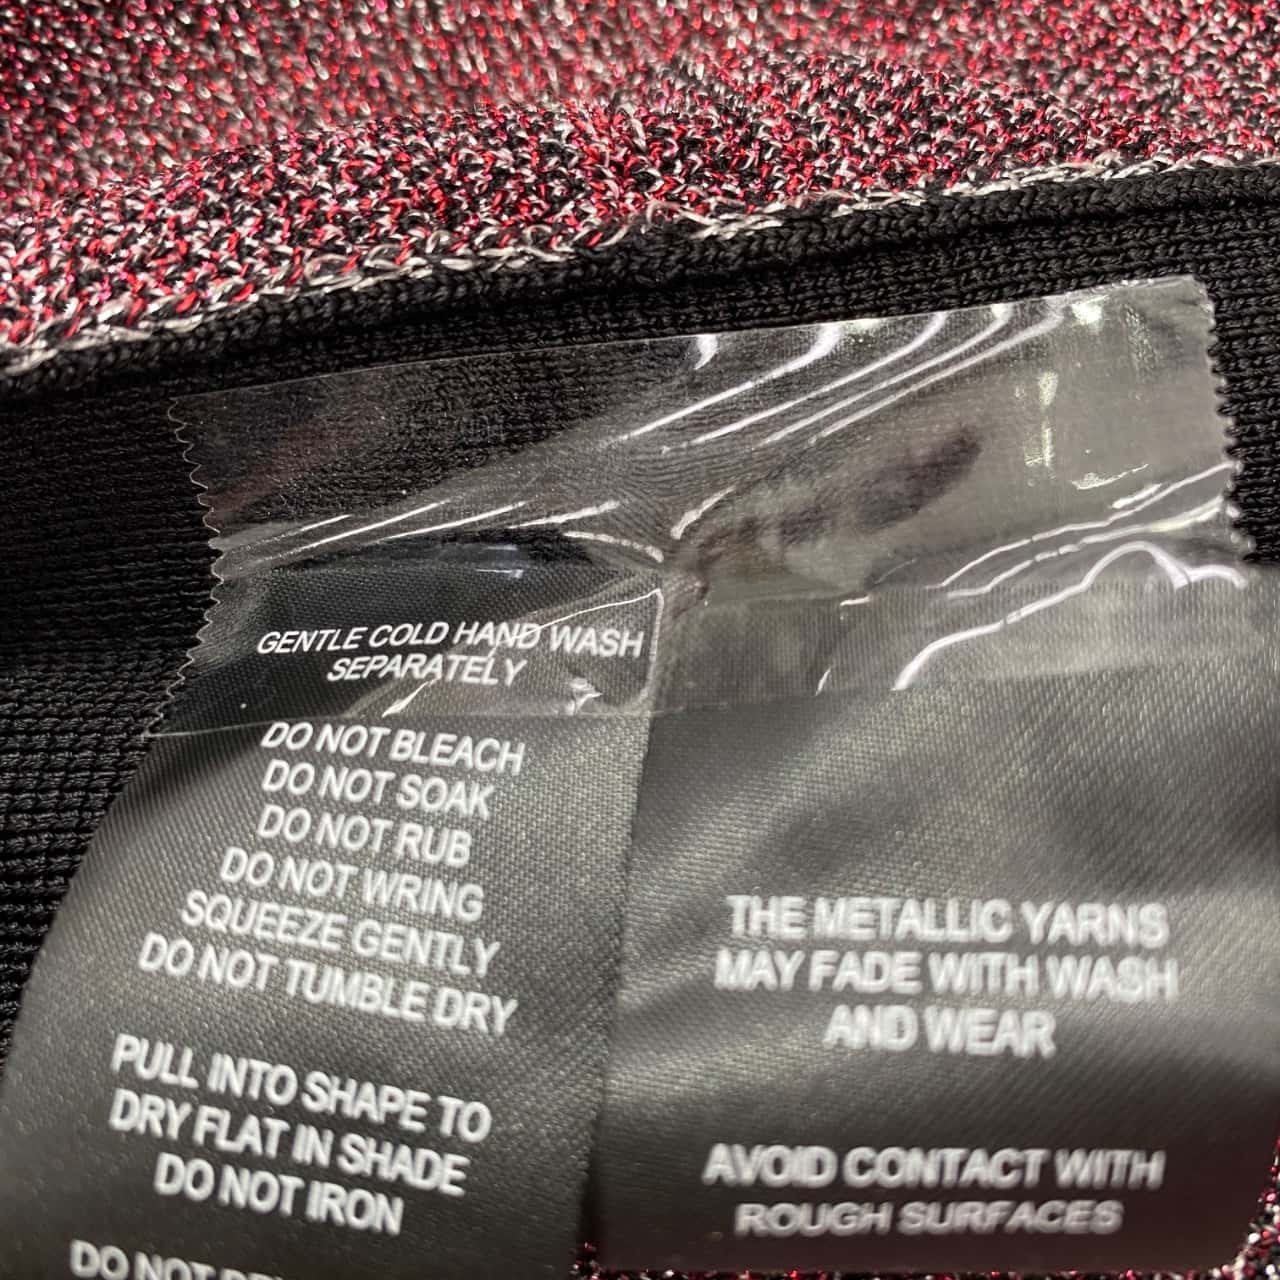 GENTLE COLD HAND WASH
SEPARATELY
DO NOT BLEACH
DO NOT SOAK
DO NOT RUB
DO NOT WRING
SQUEEZE GENTLY
DO NOT TUMBLE DRY
PULL INTO SHAPE TO
DRY FLAT IN SHADE
DO NOT IRON
DO NOT
THE METALLIC YARNS
MAY FADE WITH WASH
AND WEAR
AVOID CONTACT WITH
ROUGH SURFACES